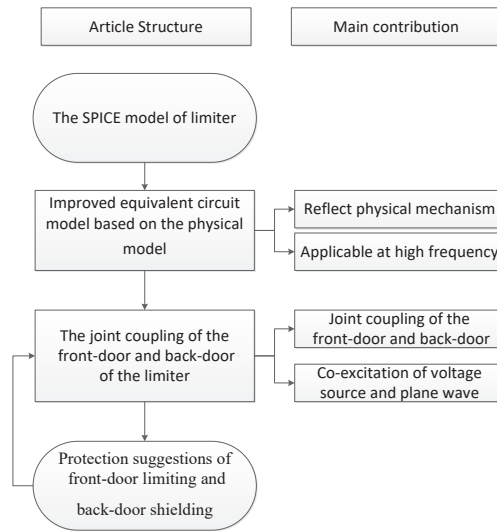 Article Structure
Main contribution
The SPICE model of limiter
Improved equivalent circuit
model based on the physical
model
Reflect physical mechanism
Applicable at high frequency
The joint coupling of the
front-door and back-door
of the limiter
Joint coupling of the
front-door and back-door
Co-excitation of voltage
source and plane wave
Protection suggestions of
front-door limiting and
back-door shielding